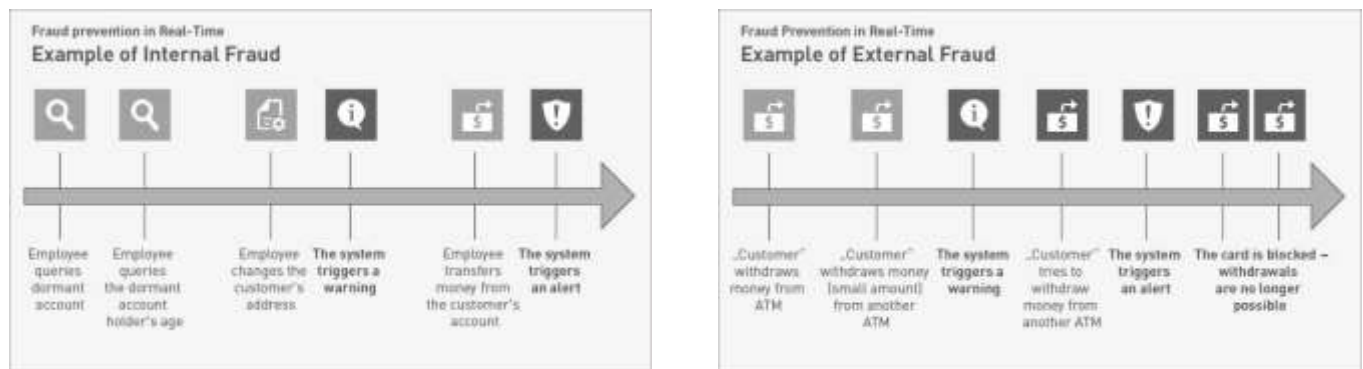 Fraud prevention in Real-Time
Example of Internal Fraud
$
Employee
queries
dormant
account
Employee
queries
the dormant
account
holder's age
Employee
changes the
customer's
address
The system
triggers a
warning
Employee
transfers
money from
the customer's
account
The system
triggers
an alert
Fraud Prevention in Real-Time
Example of External Fraud
$
$
$
$
$
„Customer"
withdraws
money from
ATM
„Customer"
withdraws money
(small amount)
from another
ATM
The system
triggers a
warning
„Customer"
tries to
withdraw
money from
another ATM
The system
triggers
an alert
The card is blocked –
withdrawals
are no longer
possible